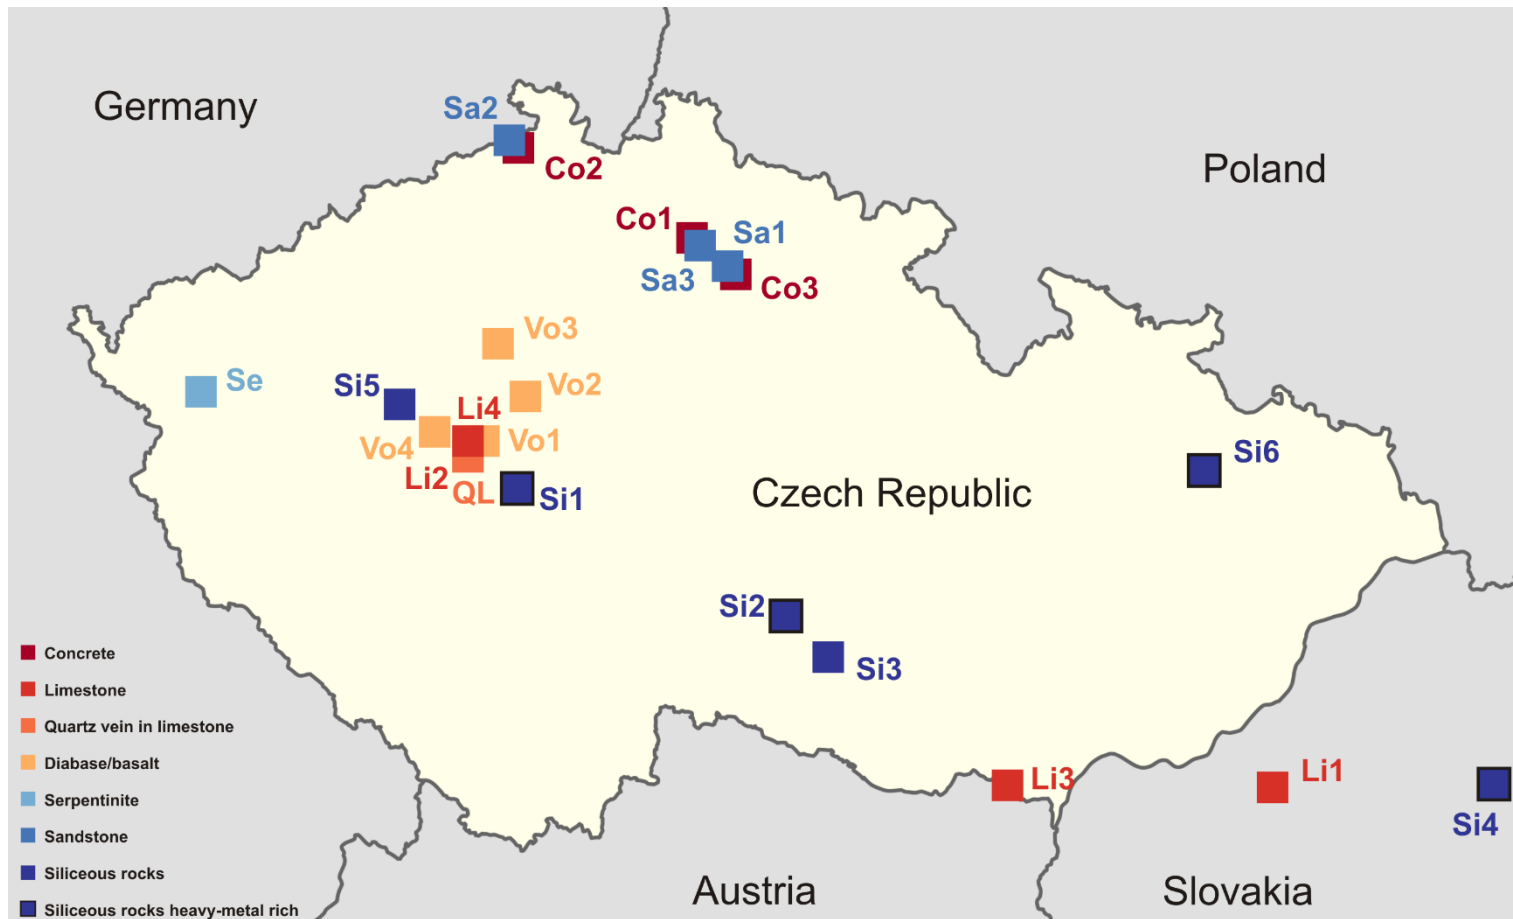 Germany
Sa2
Co2
Poland
Co1
Sa1
Sa3
Co3
Vo3
Se
Si5
Vo2
Li4
Vo4
Vo1
Li2
QL
Si1
Si6
Czech Republic
Si2
Si3
Concrete
Limestone
Quartz vein in limestone
Diabase/basalt
Serpentinite
Sandstone
Siliceous rocks
Siliceous rocks heavy-metal rich
Li3
Li1
Si4
Austria
Slovakia